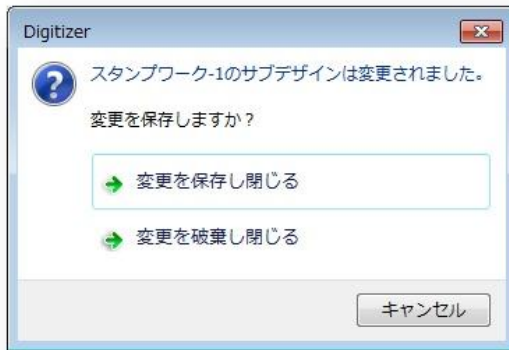 Digitizer
スタンプワーク-1のサブデザインは変更されました。
変更を保存しますか？
変更を保存し閉じる
変更を破棄し閉じる
キャンセル